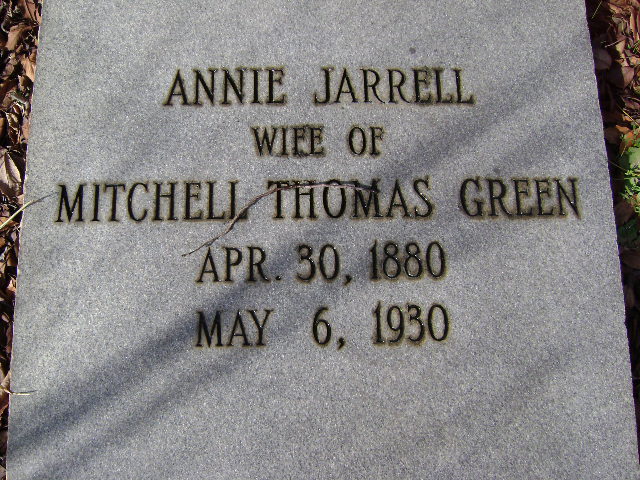 ANNIE JARRELL
WIFE OF
MITCHELL THOMAS GREEN
APR. 30, 1880
MAY 6, 1930